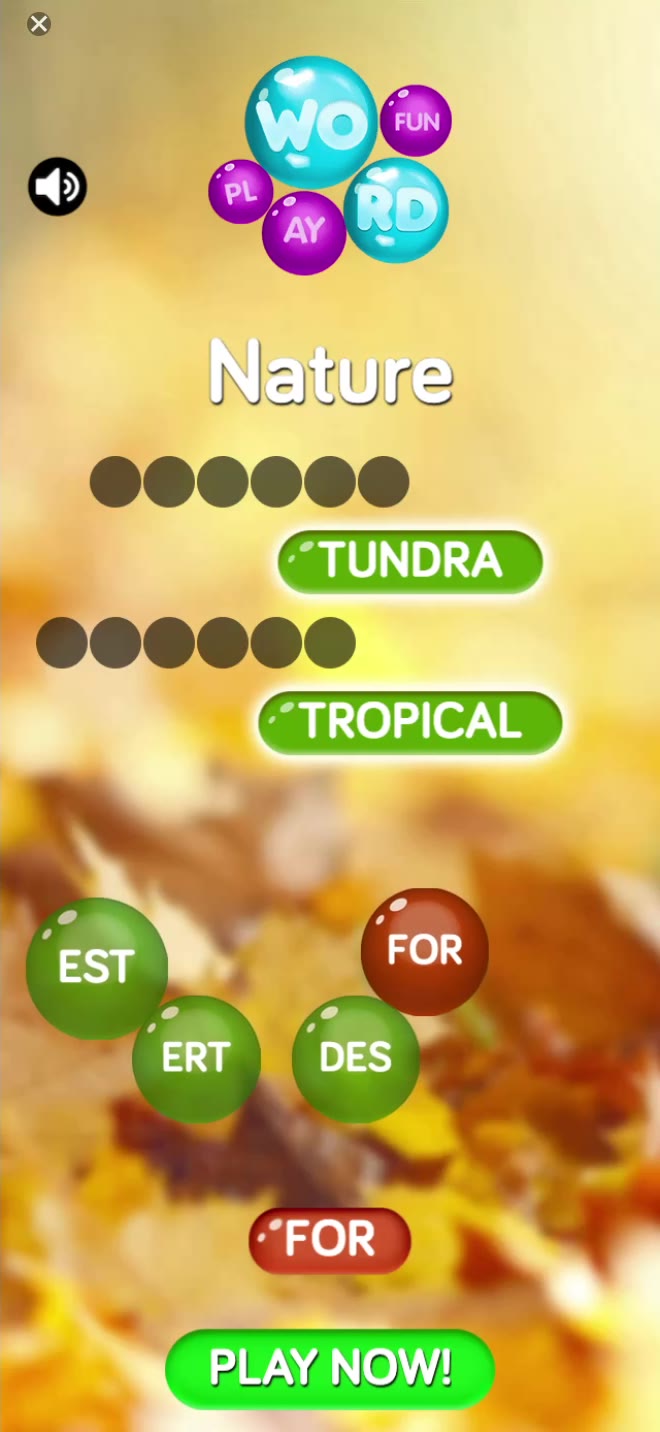 WO
FUN
PL
AY
RD
Nature
TUNDRA
TROPICAL
EST
FOR
ERT
DES
FOR
PLAY NOW!